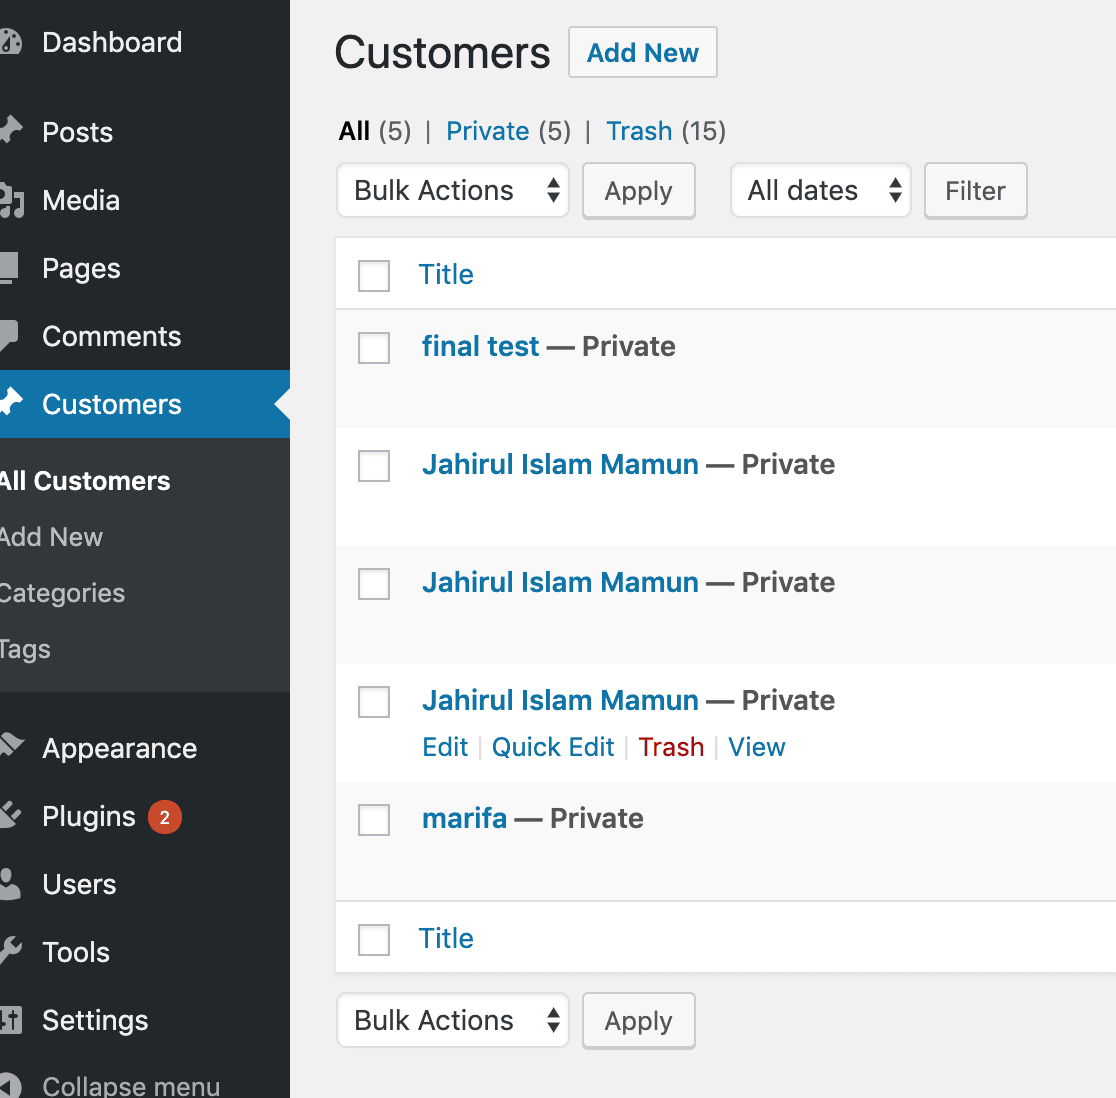 Dashboard
Posts
Media
Pages
Comments
Customers
All Customers
Add New
Categories
Tags
Appearance
Plugins 2
Users
Tools
Settings
Collapse menu
Customers Add New
All (5) | Private (5) | Trash (15)
Bulk Actions Apply All dates Filter
Title
final test — Private
Jahirul Islam Mamun — Private
Jahirul Islam Mamun — Private
Jahirul Islam Mamun — Private
Edit | Quick Edit | Trash | View
marifa — Private
Title
Bulk Actions Apply